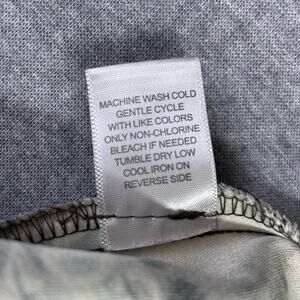 MACHINE WASH COLD
GENTLE CYCLE
WITH LIKE COLORS
ONLY NON-CHLORINE
BLEACH IF NEEDED
TUMBLE DRY LOW
COOL IRON ON
REVERSE SIDE